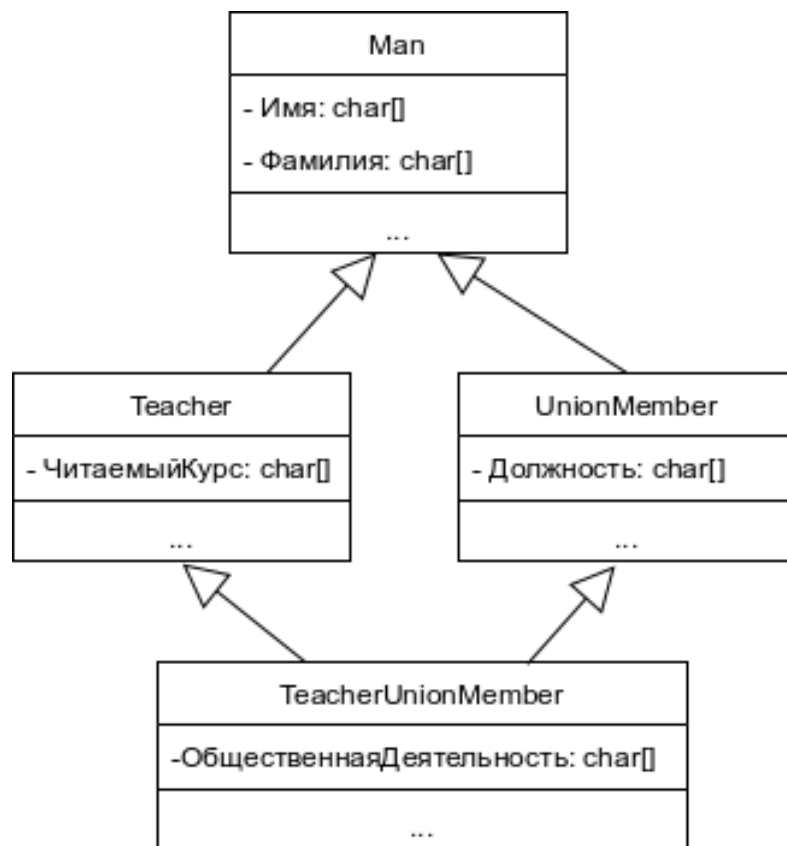 Man
- Имя: char[]
- Фамилия: char[]
...
Teacher
- ЧитаемыйКурс: char[]
...
UnionMember
- Должность: char[]
...
TeacherUnionMember
-ОбщественнаяДеятельность: char[]
...